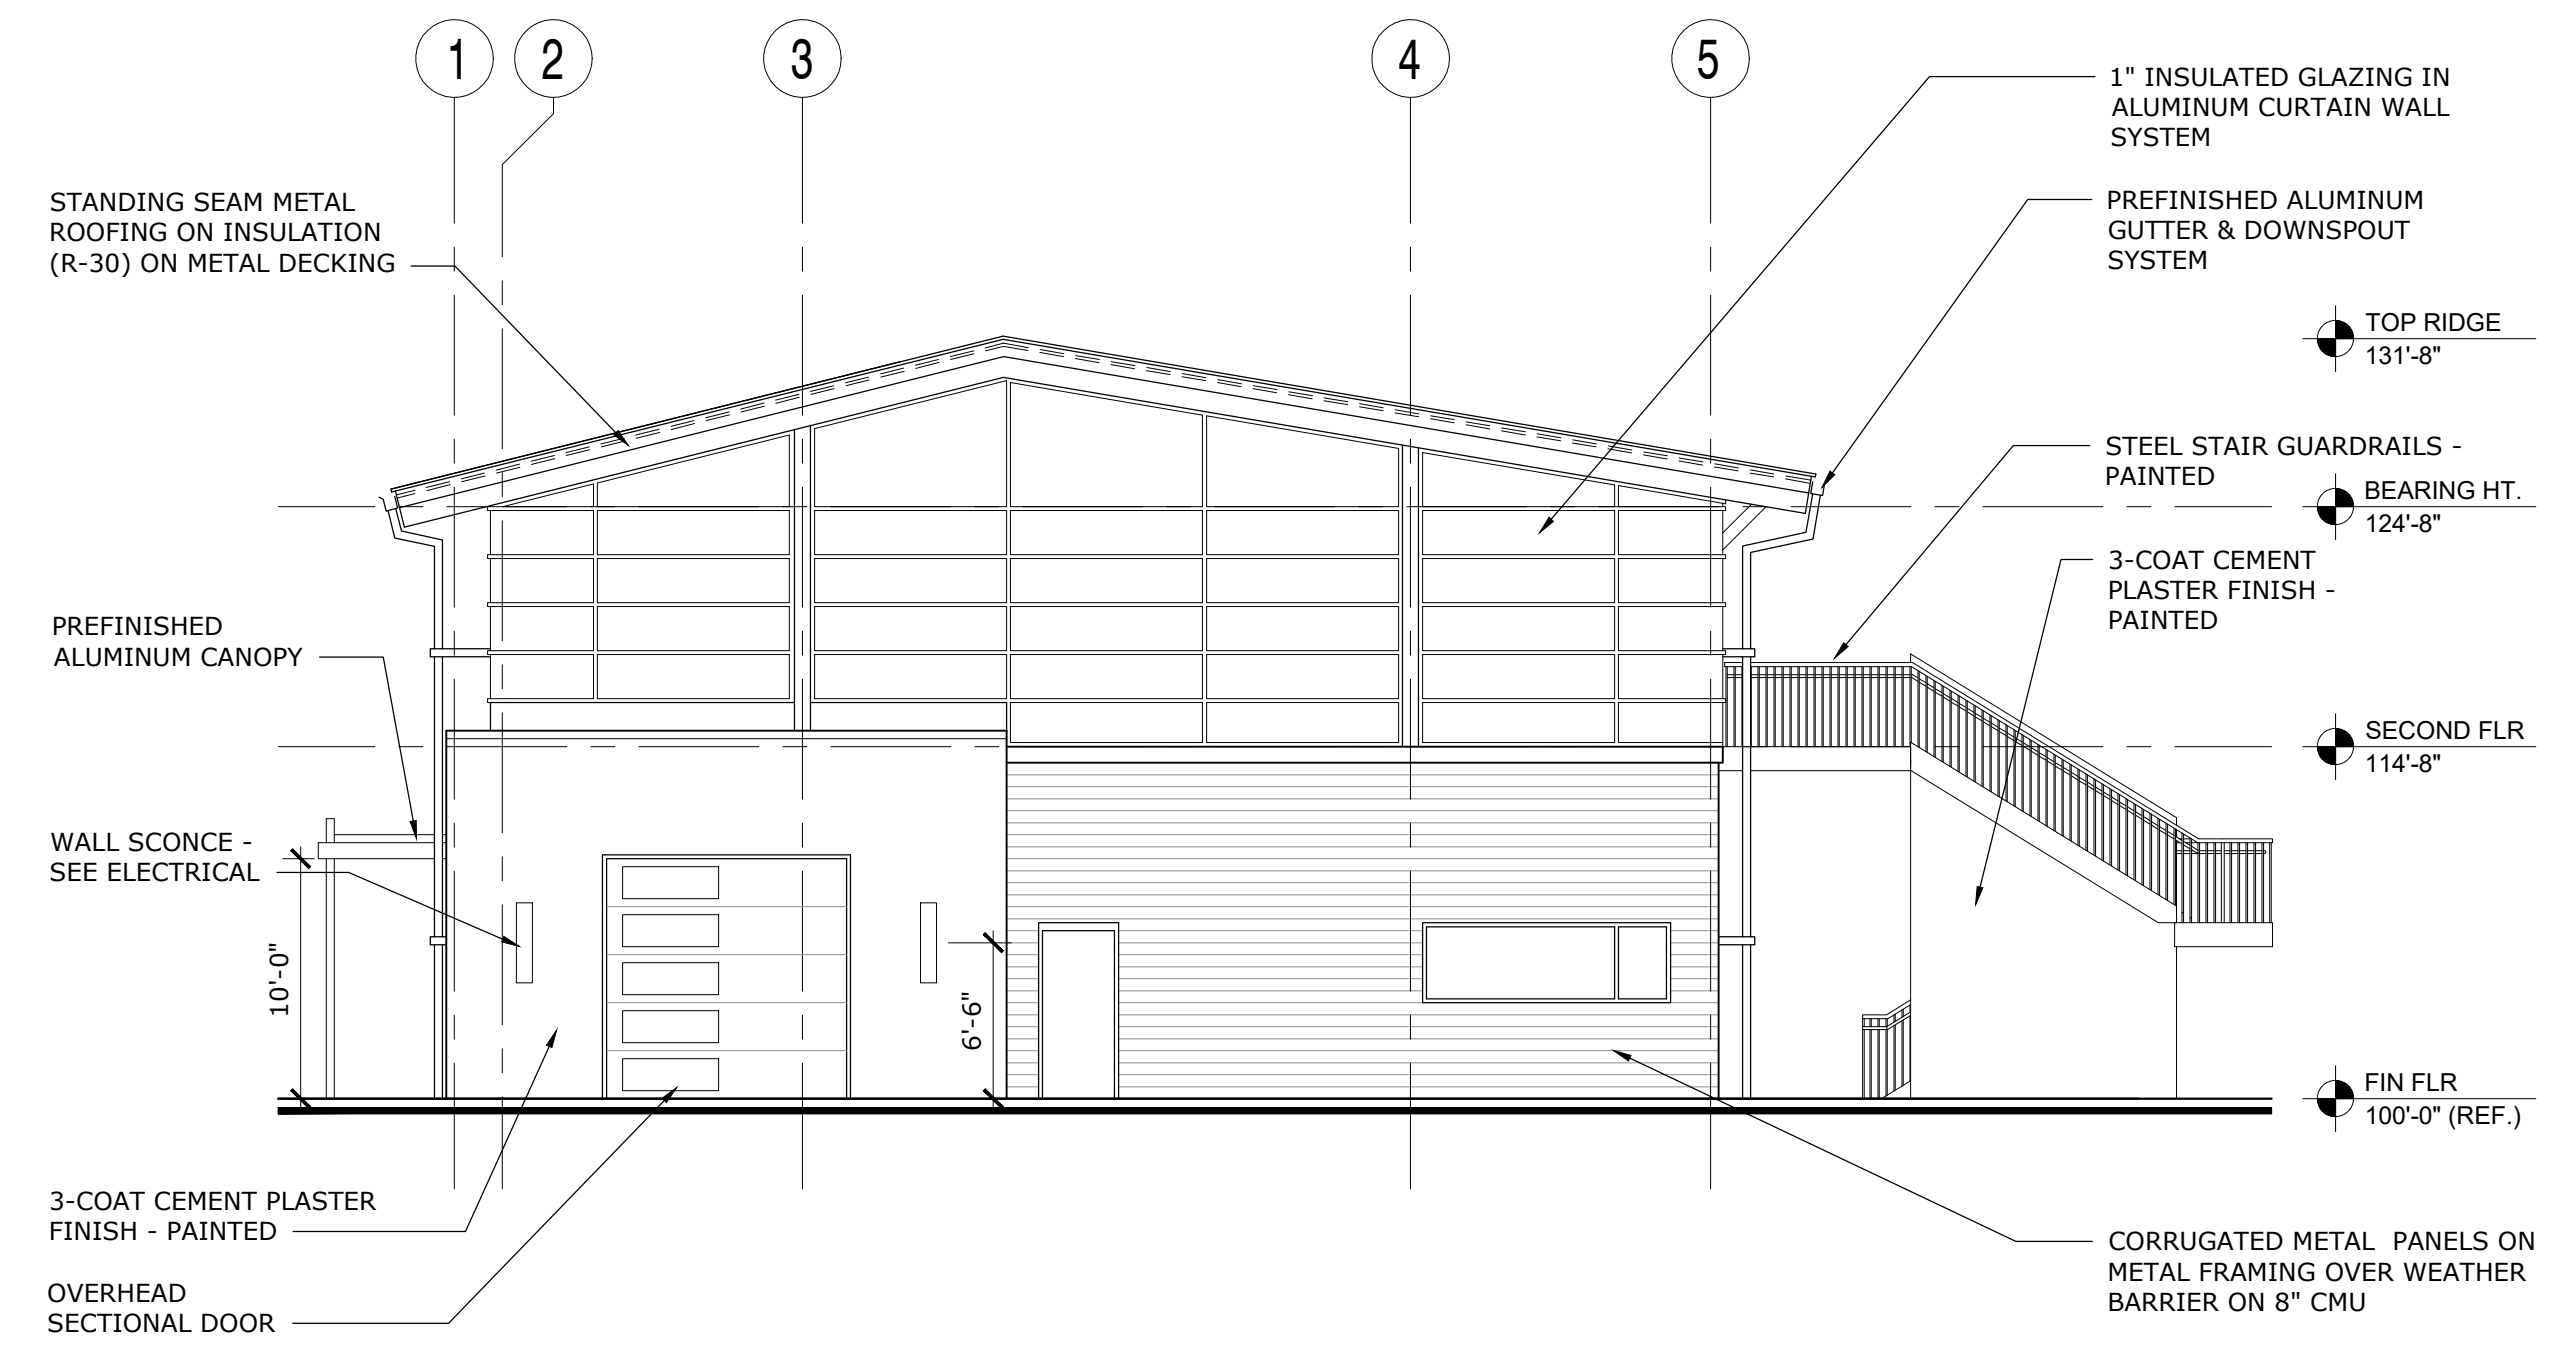 1
2
3
4
5
1" INSULATED GLAZING IN
ALUMINUM CURTAIN WALL
SYSTEM
STANDING SEAM METAL
ROOFING ON INSULATION
(R-30) ON METAL DECKING
PREFINISHED ALUMINUM
GUTTER & DOWNSPOUT
SYSTEM
TOP RIDGE
131'-8"
STEEL STAIR GUARDRAILS -
PAINTED
BEARING HT.
124'-8"
3-COAT CEMENT
PLASTER FINISH -
PAINTED
PREFINISHED
ALUMINUM CANOPY
SECOND FLR
114'-8"
WALL SCONCE -
SEE ELECTRICAL
10'-0"
6'-6"
FIN FLR
100'-0" (REF.)
3-COAT CEMENT PLASTER
FINISH - PAINTED
OVERHEAD
SECTIONAL DOOR
CORRUGATED METAL  PANELS ON
METAL FRAMING OVER WEATHER
BARRIER ON 8" CMU